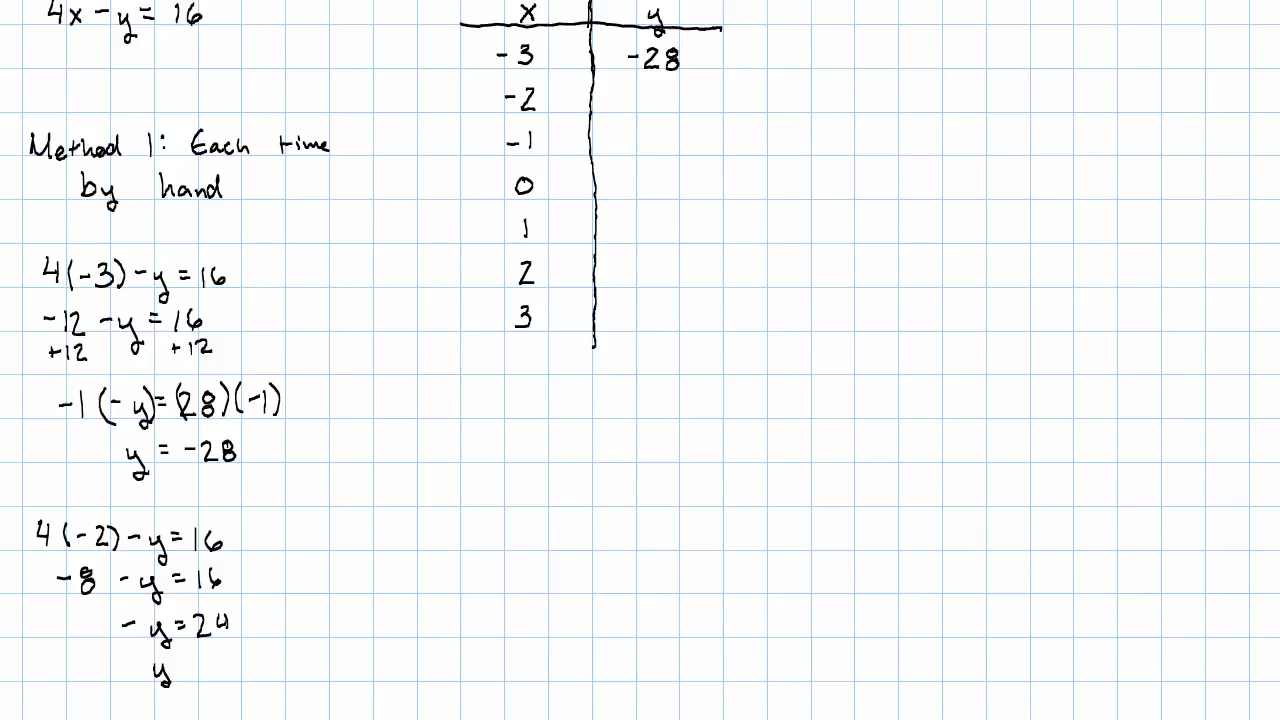 4x - y = 16
Method 1: Each time
by hand
4(-3) - y = 16
-12 - y = 16
+12 +12
-1(-y) = (28)(-1)
y = -28
4(-2) - y = 16
-8 - y = 16
- y = 24
y
x y
-3 -28
-2
-1
0
1
2
3